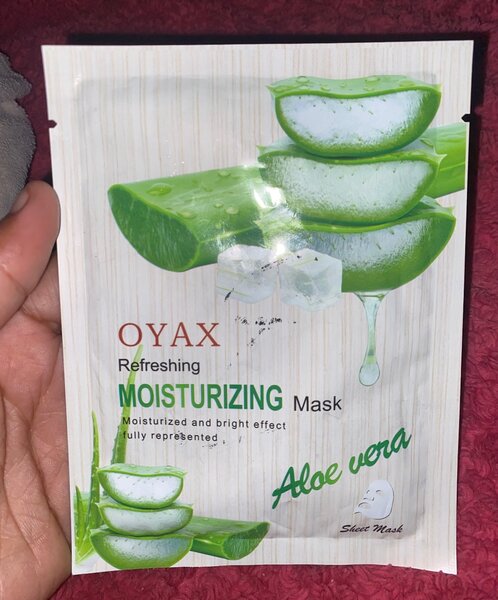 OYAX
Refreshing
MOISTURIZING Mask
Moisturized and bright effect
fully represented
Aloe vera
Sheet Mask